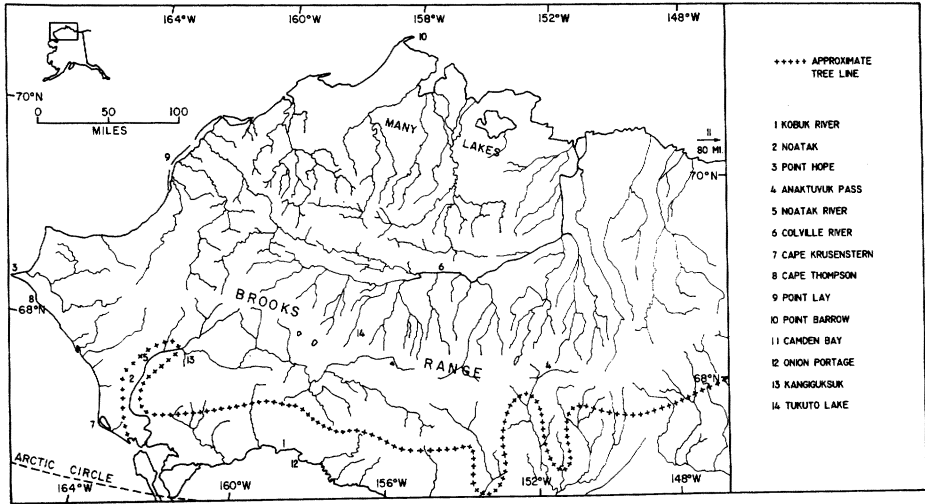 164°W
160°W
156°W
152°W
148°W
10
70°N
0 50 100
MILES
MANY
LAKES
9
11
80 MI.
70°N
3
8
68°N
6
BROOKS
14
RANGE
5
13
2
4
68°N
7
1
12
ARCTIC CIRCLE
164°W
160°W
156°W
152°W
148°W
+++++ APPROXIMATE
TREE LINE
1 KOBUK RIVER
2 NOATAK
3 POINT HOPE
4 ANAKTUVUK PASS
5 NOATAK RIVER
6 COLVILLE RIVER
7 CAPE KRUSENSTERN
8 CAPE THOMPSON
9 POINT LAY
10 POINT BARROW
11 CAMDEN BAY
12 ONION PORTAGE
13 KANGIGUKSUK
14 TUKUTO LAKE